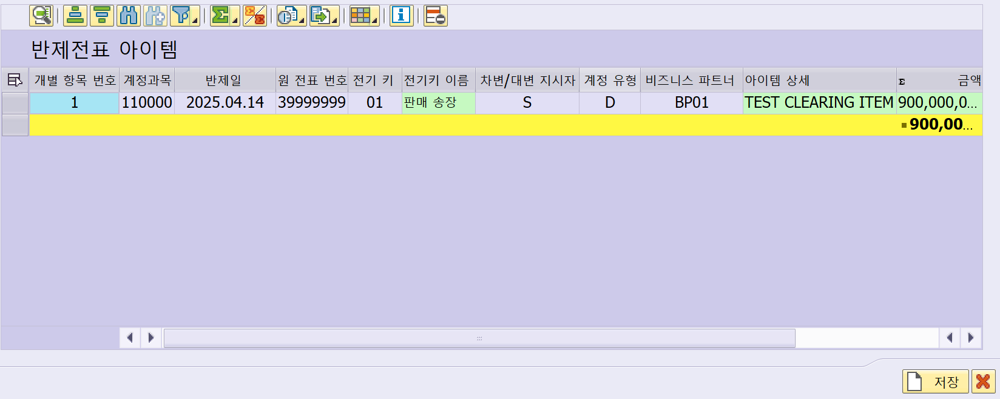 반제전표 아이템
개별 항목 번호 계정과목 반제일 원 전표 번호 전기 키 전기키 이름 차변/대변 지시자 계정 유형 비즈니스 파트너 아이템 상세 Σ 금액
1 110000 2025.04.14 39999999 01 판매 송장 S D BP01 TEST CLEARING ITEM 900,000,0...
900,00...
저장